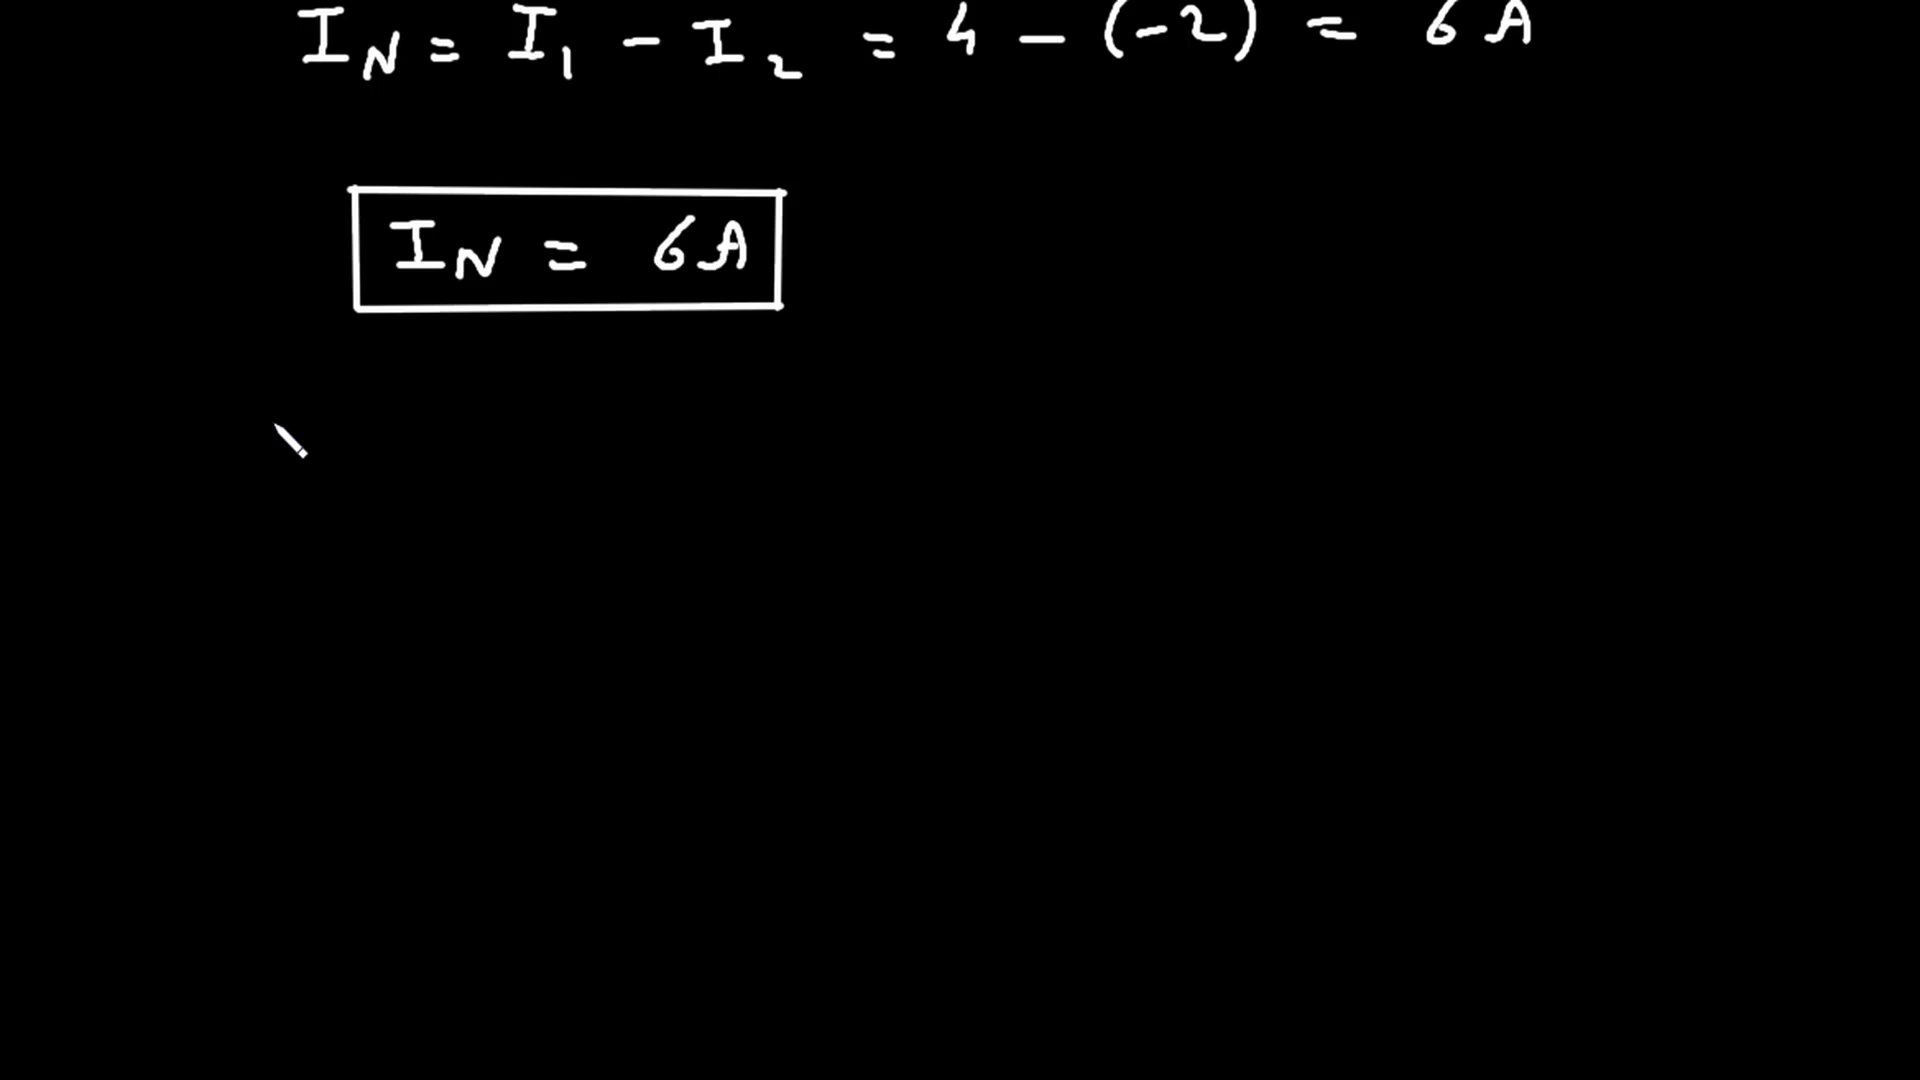 I_N = I_1 - I_2 = 4 - (-2) = 6 A
I_N = 6A